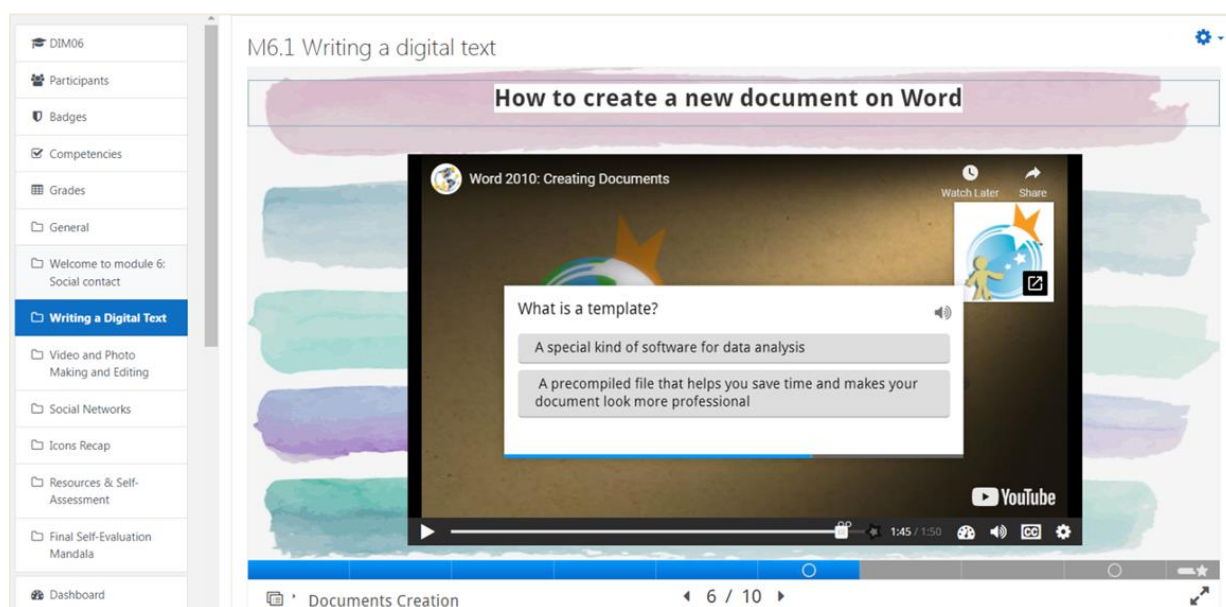 DIM06
Participants
Badges
Competencies
Grades
General
Welcome to module 6:
Social contact
Writing a Digital Text
Video and Photo
Making and Editing
Social Networks
Icons Recap
Resources & Self-
Assessment
Final Self-Evaluation
Mandala
Dashboard
M6.1 Writing a digital text
How to create a new document on Word
Word 2010: Creating Documents
Watch Later
Share
What is a template?
A special kind of software for data analysis
A precompiled file that helps you save time and makes your
document look more professional
YouTube
1:45 / 1:50
CC
Documents Creation
6 / 10